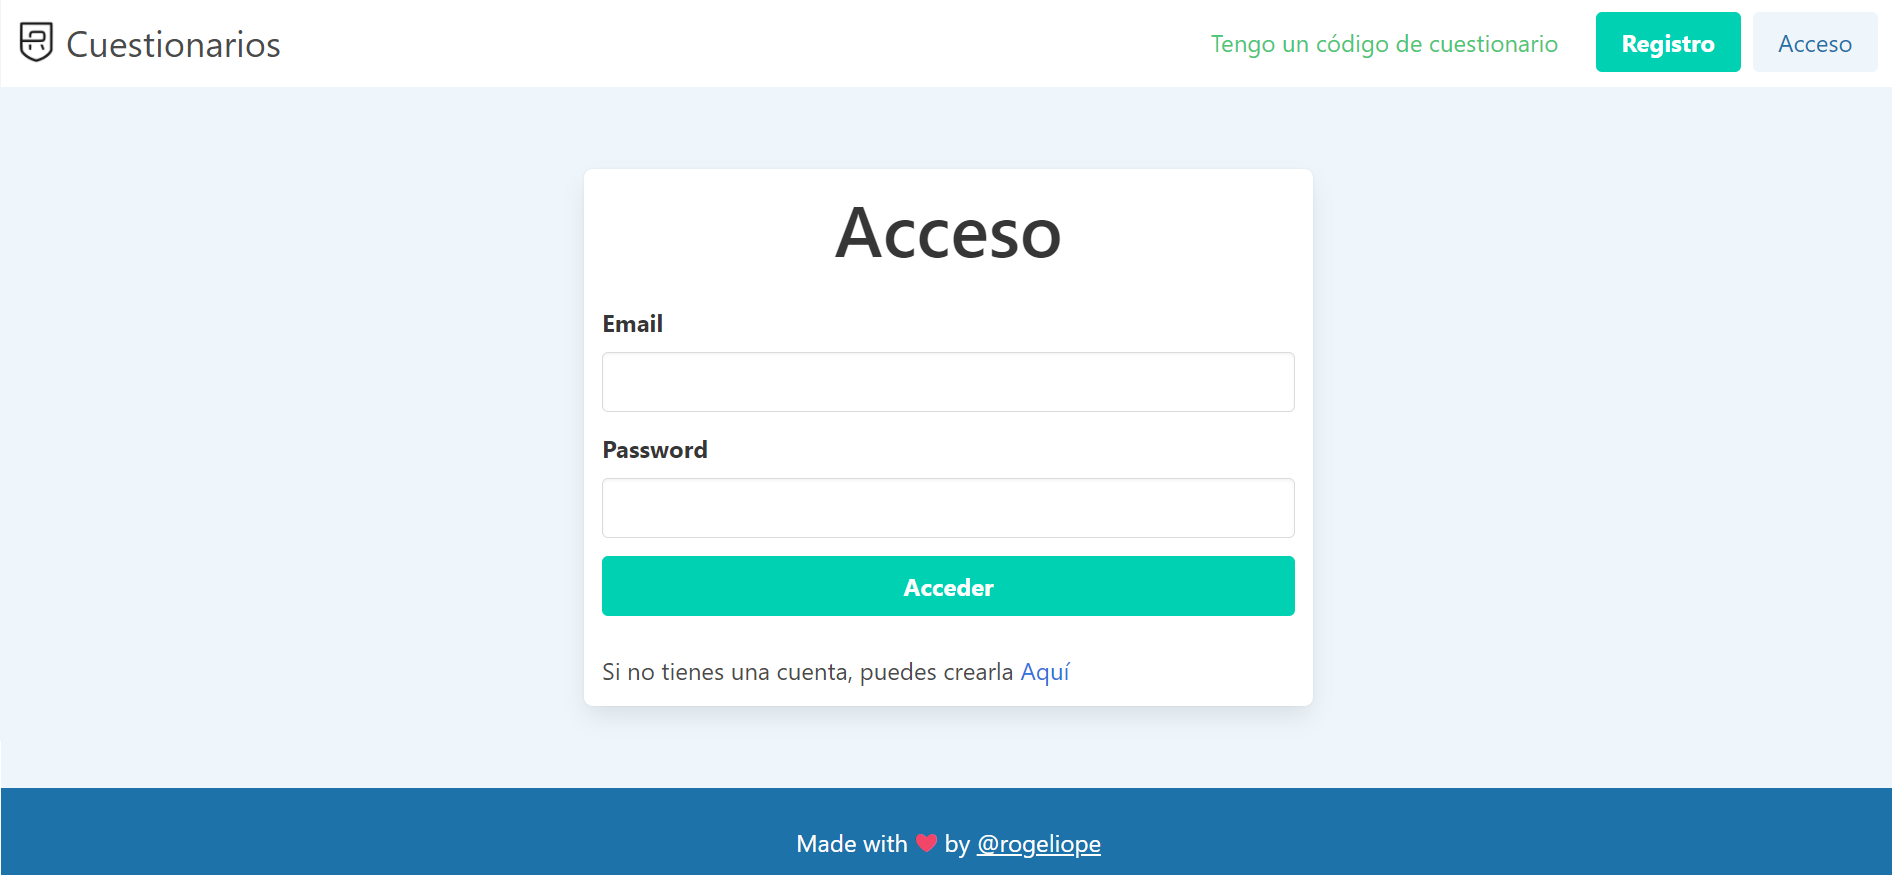 Cuestionarios
Tengo un código de cuestionario
Registro
Acceso
Acceso
Email
Password
Acceder
Si no tienes una cuenta, puedes crearla Aquí
Made with ❤ by @rogeliope